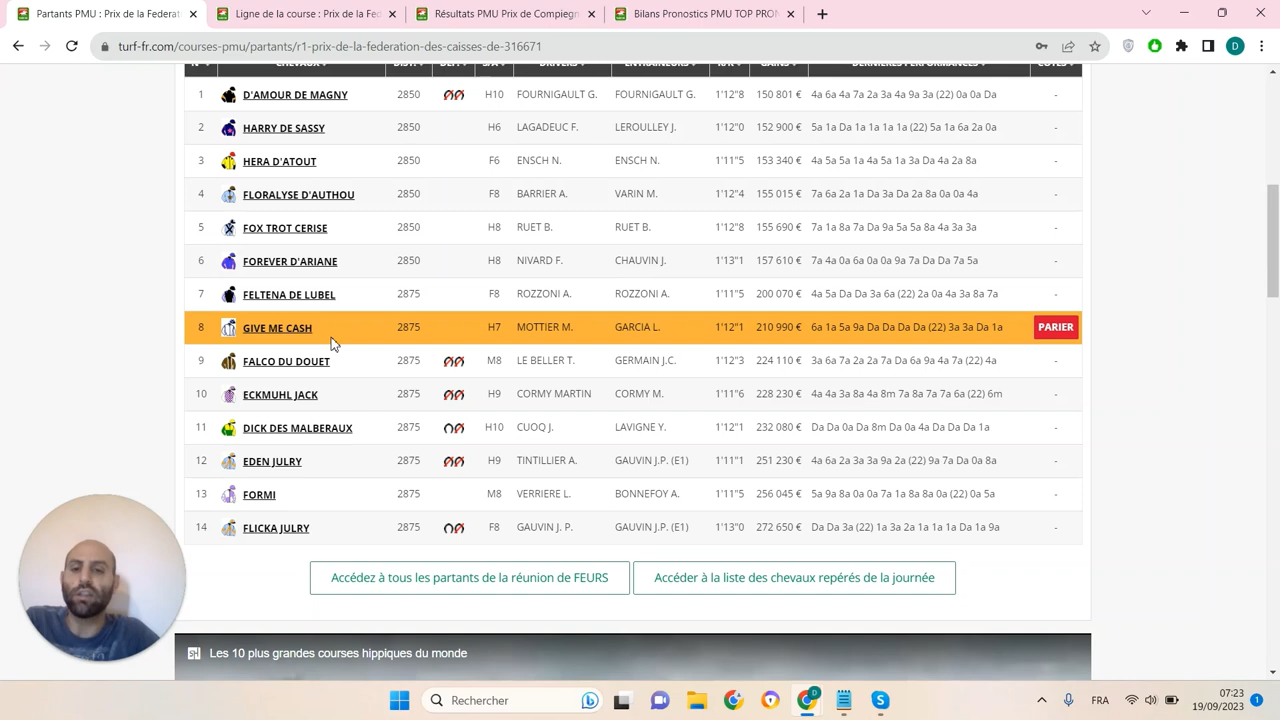 Partants PMU : Prix de la Federat
Ligne de la course : Prix de la Fed
Résultats PMU Prix de Compiegn
Bilans Pronostics PMU TOP PRON
turf-fr.com/courses-pmu/partants/r1-prix-de-la-federation-des-caisses-de-316671
N° CHEVAUX DIST. DEF. S/A DRIVERS ENTRAINEURS GAINS DERNIÈRES PERFORMANCES COTES
1 D'AMOUR DE MAGNY 2850 H10 FOURNIGAULT G. FOURNIGAULT G. 1'12"8 150 801 € 4a 6a 4a 7a 2a 3a 4a 9a 3a (22) 0a 0a Da -
2 HARRY DE SASSY 2850 H6 LAGADEUC F. LEROULLEY J. 1'12"0 152 900 € 5a 1a Da 1a 1a 1a 1a (22) 5a 1a 6a 2a 0a -
3 HERA D'ATOUT 2850 F6 ENSCH N. ENSCH N. 1'11"5 153 340 € 4a 5a 5a 1a 4a 5a 1a 3a Da 4a 2a 8a -
4 FLORALYSE D'AUTHOU 2850 F8 BARRIER A. VARIN M. 1'12"4 155 015 € 7a 6a 2a 1a Da 3a Da 2a 8a 0a 0a 4a -
5 FOX TROT CERISE 2850 H8 RUET B. RUET B. 1'12"8 155 690 € 7a 1a 8a 7a Da 9a 5a 5a 8a 4a 3a 3a -
6 FOREVER D'ARIANE 2850 H8 NIVARD F. CHAUVIN J. 1'13"1 157 610 € 7a 4a 0a 6a 0a 0a 9a 7a Da Da 7a 5a -
7 FELTENA DE LUBEL 2875 F8 ROZZONI A. ROZZONI A. 1'11"5 200 070 € 4a 5a Da 3a 6a (22) 2a 0a 4a 3a 8a 7a -
8 GIVE ME CASH 2875 H7 MOTTIER M. GARCIA L. 1'12"1 210 990 € 6a 1a 5a 9a Da Da Da Da (22) 3a 3a Da 1a PARIER
9 FALCO DU DOUET 2875 M8 LE BELLER T. GERMAIN J.C. 1'12"3 224 110 € 3a 6a 7a 2a 2a 7a Da 6a 9a 4a 7a (22) 4a -
10 ECKMUHL JACK 2875 H9 CORMY MARTIN CORMY M. 1'11"6 228 230 € 4a 4a 3a 8a 4a 8m 7a 8a 7a 7a 6a (22) 6m -
11 DICK DES MALBERAUX 2875 H10 CUOQ J. LAVIGNE Y. 1'12"1 232 080 € Da Da 0a Da 8m Da 0a 4a Da Da Da 1a -
12 EDEN JULRY 2875 H9 TINTILLIER A. GAUVIN J.P. (E1) 1'11"1 251 230 € 4a 6a 2a 3a 3a 9a 2a (22) 9a 7a Da 0a 8a -
13 FORMI 2875 M8 VERRIERE L. BONNEFOY A. 1'11"5 256 045 € 5a 9a 8a 0a 0a 7a 1a 8a 8a 0a (22) 0a 5a -
14 FLICKA JULRY 2875 F8 GAUVIN J. P. GAUVIN J.P. (E1) 1'13"0 272 650 € Da Da 3a (22) 1a 3a 2a 1a 1a 1a Da 1a 9a -
Accédez à tous les partants de la réunion de FEURS
Accéder à la liste des chevaux repérés de la journée
Les 10 plus grandes courses hippiques du monde
Rechercher
FRA
07:23
19/09/2023